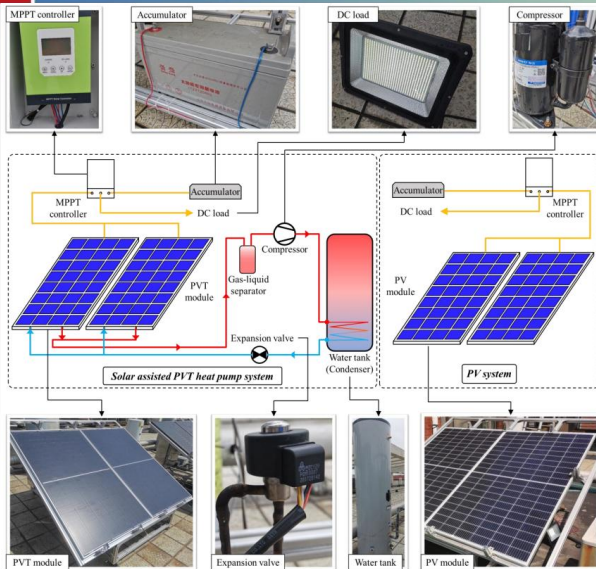 MPPT controller
Accumulator
DC load
Compressor
MPPT controller
Accumulator
DC load
Compressor
Gas-liquid separator
PVT module
Expansion valve
Water tank (Condenser)
Solar assisted PVT heat pump system
Accumulator
DC load
MPPT controller
PV module
PV system
PVT module
Expansion valve
Water tank
PV module